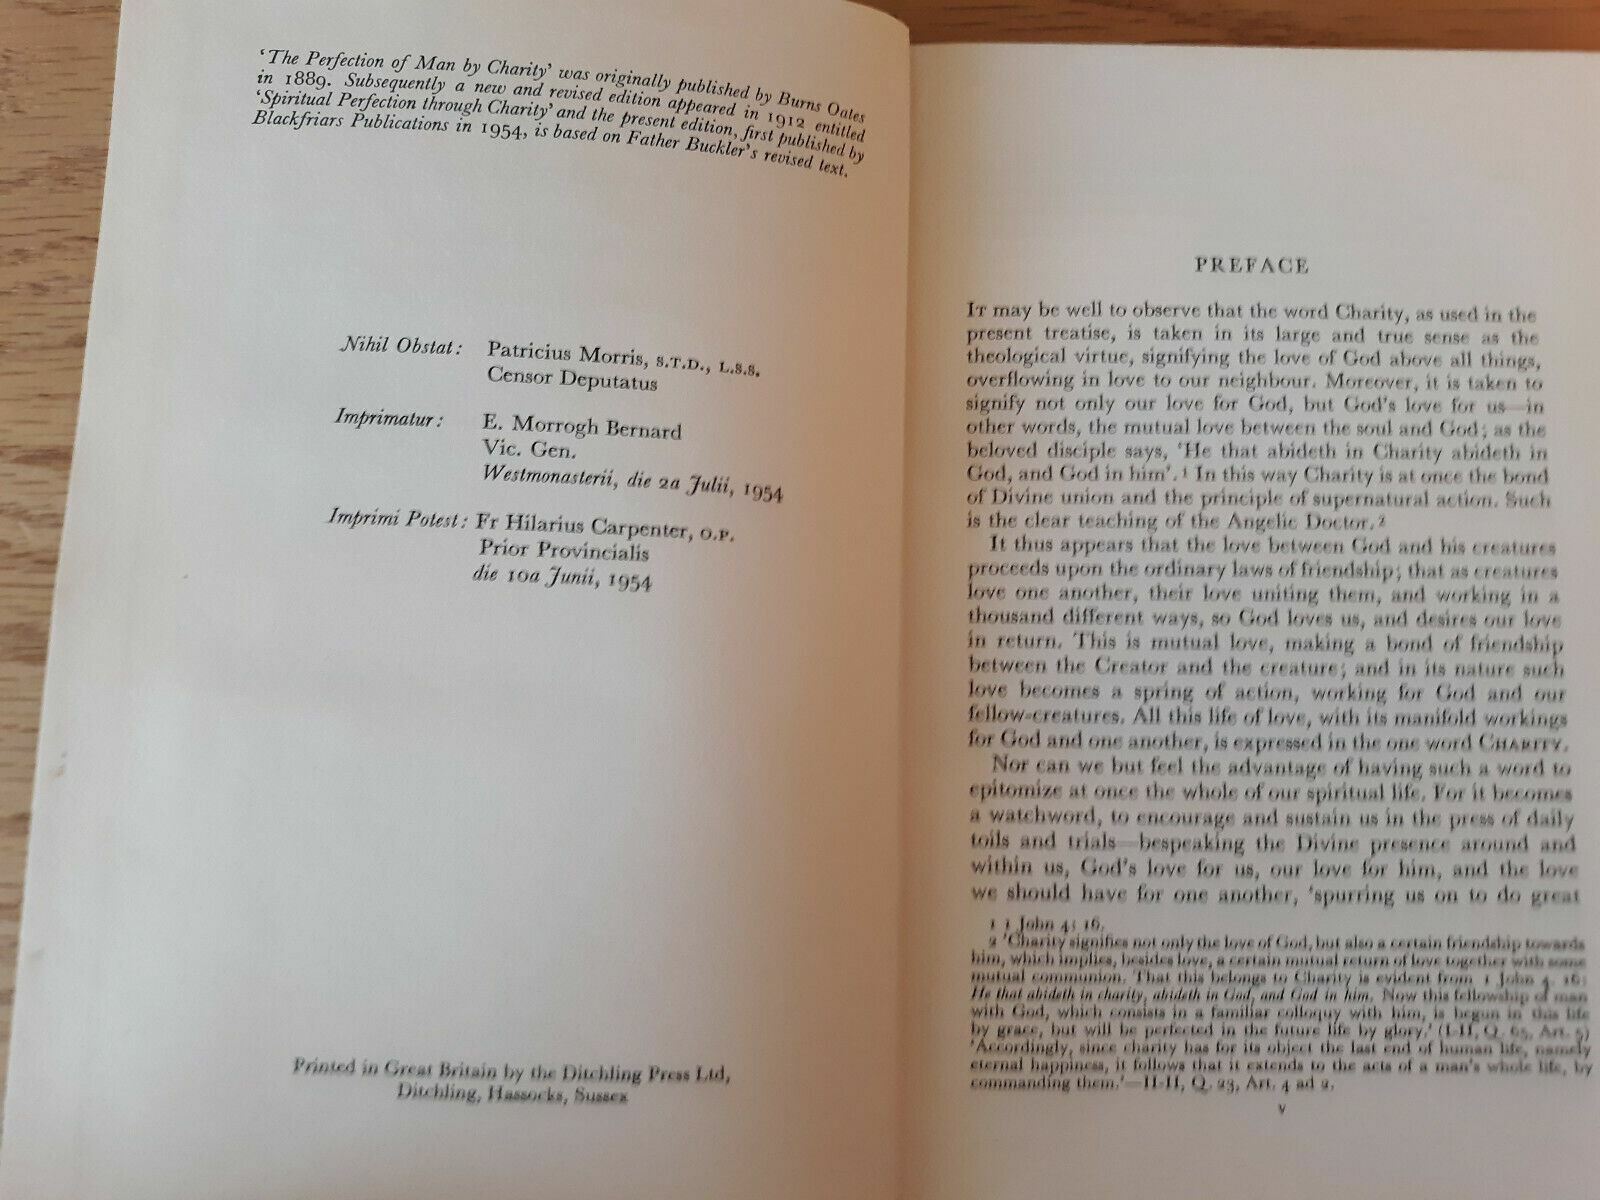 'The Perfection of Man by Charity' was originally published by Burns Oates
in 1889. Subsequently a new and revised edition appeared in 1912 entitled
'Spiritual Perfection through Charity' and the present edition, first published by
Blackfriars Publications in 1954, is based on Father Buckler's revised text.
Nihil Obstat: Patricius Morris, S.T.D., L.S.S.
Censor Deputatus
Imprimatur: E. Morrogh Bernard
Vic. Gen.
Westmonasterii, die 2a Julii, 1954
Imprimi Potest: Fr Hilarius Carpenter, O.P.
Prior Provincialis
die 10a Junii, 1954
Printed in Great Britain by the Ditchling Press Ltd,
Ditchling, Hassocks, Sussex
PREFACE
IT may be well to observe that the word Charity, as used in the
present treatise, is taken in its large and true sense as the
theological virtue, signifying the love of God above all things,
overflowing in love to our neighbour. Moreover, it is taken to
signify not only our love for God, but God's love for us—in
other words, the mutual love between the soul and God; as the
beloved disciple says, 'He that abideth in Charity abideth in
God, and God in him'.1 In this way Charity is at once the bond
of Divine union and the principle of supernatural action. Such
is the clear teaching of the Angelic Doctor.2
It thus appears that the love between God and his creatures
proceeds upon the ordinary laws of friendship; that as creatures
love one another, their love uniting them, and working in a
thousand different ways, so God loves us, and desires our love
in return. This is mutual love, making a bond of friendship
between the Creator and the creature; and in its nature such
love becomes a spring of action, working for God and our
fellow-creatures. All this life of love, with its manifold workings
for God and one another, is expressed in the one word CHARITY.
Nor can we but feel the advantage of having such a word to
epitomize at once the whole of our spiritual life. For it becomes
a watchword, to encourage and sustain us in the press of daily
toils and trials—bespeaking the Divine presence around and
within us, God's love for us, our love for him, and the love
we should have for one another, 'spurring us on to do great
1 1 John 4: 16.
2 'Charity signifies not only the love of God, but also a certain friendship towards
him, which implies, besides love, a certain mutual return of love together with some
mutual communion. That this belongs to Charity is evident from 1 John 4. 16:
He that abideth in charity, abideth in God, and God in him. Now this fellowship of man
with God, which consists in a familiar colloquy with him, is begun in this life
by grace, but will be perfected in the future life by glory.' (I-II, Q. 65, Art. 5)
'Accordingly, since charity has for its object the last end of human life, namely
eternal happiness, it follows that it extends to the acts of a man's whole life, by
commanding them.'—II-II, Q. 23, Art. 4 ad 2.
v